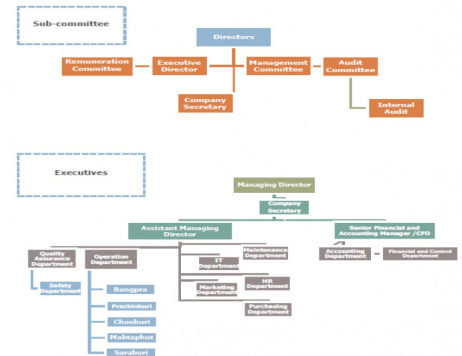 Sub-committee
Directors
Remuneration
Committee
Executive
Director
Management
Committee
Audit
Committee
Company
Secretary
Internal
Audit
Executives
Managing Director
Company
Secretary
Assistant Managing
Director
Senior Financial and
Accounting Manager /CFO
Quality
Assurance
Department
Operation
Department
Maintenance
Department
IT
Department
Accounting
Department
Financial and Control
Department
Safety
Department
Bangpra
Marketing
Department
HR
Department
Prachinburi
Purchasing
Department
Chonburi
Mabtaphut
Saraburi